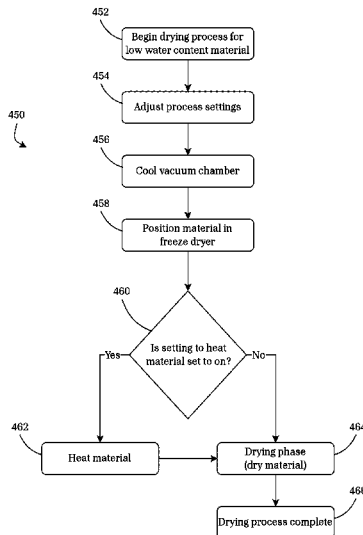 452
Begin drying process for
low water content material
454
Adjust process settings
450
456
Cool vacuum chamber
458
Position material in
freeze dryer
460
Is setting to heat
material set to on?
Yes
No
462
Heat material
464
Drying phase
(dry material)
466
Drying process complete